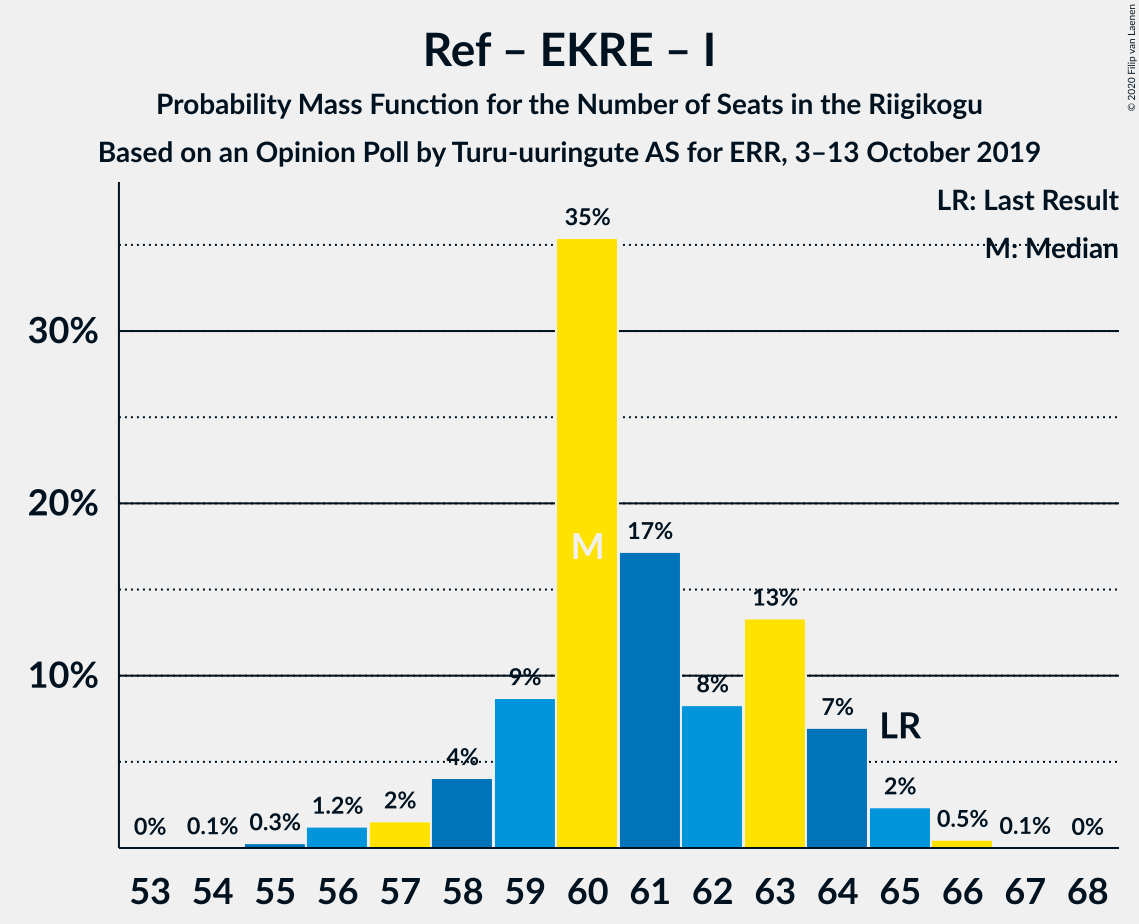 Ref – EKRE – I
Probability Mass Function for the Number of Seats in the Riigikogu
Based on an Opinion Poll by Turu-uuringute AS for ERR, 3–13 October 2019
© 2020 Filip van Laenen
LR: Last Result
M: Median
35%
30%
20%
17%
M
13%
10%
9%
8%
7%
LR
4%
2%
2%
1.2%
0.5%
0.3%
0.1%
0.1%
0%
0%
53 54 55 56 57 58 59 60 61 62 63 64 65 66 67 68